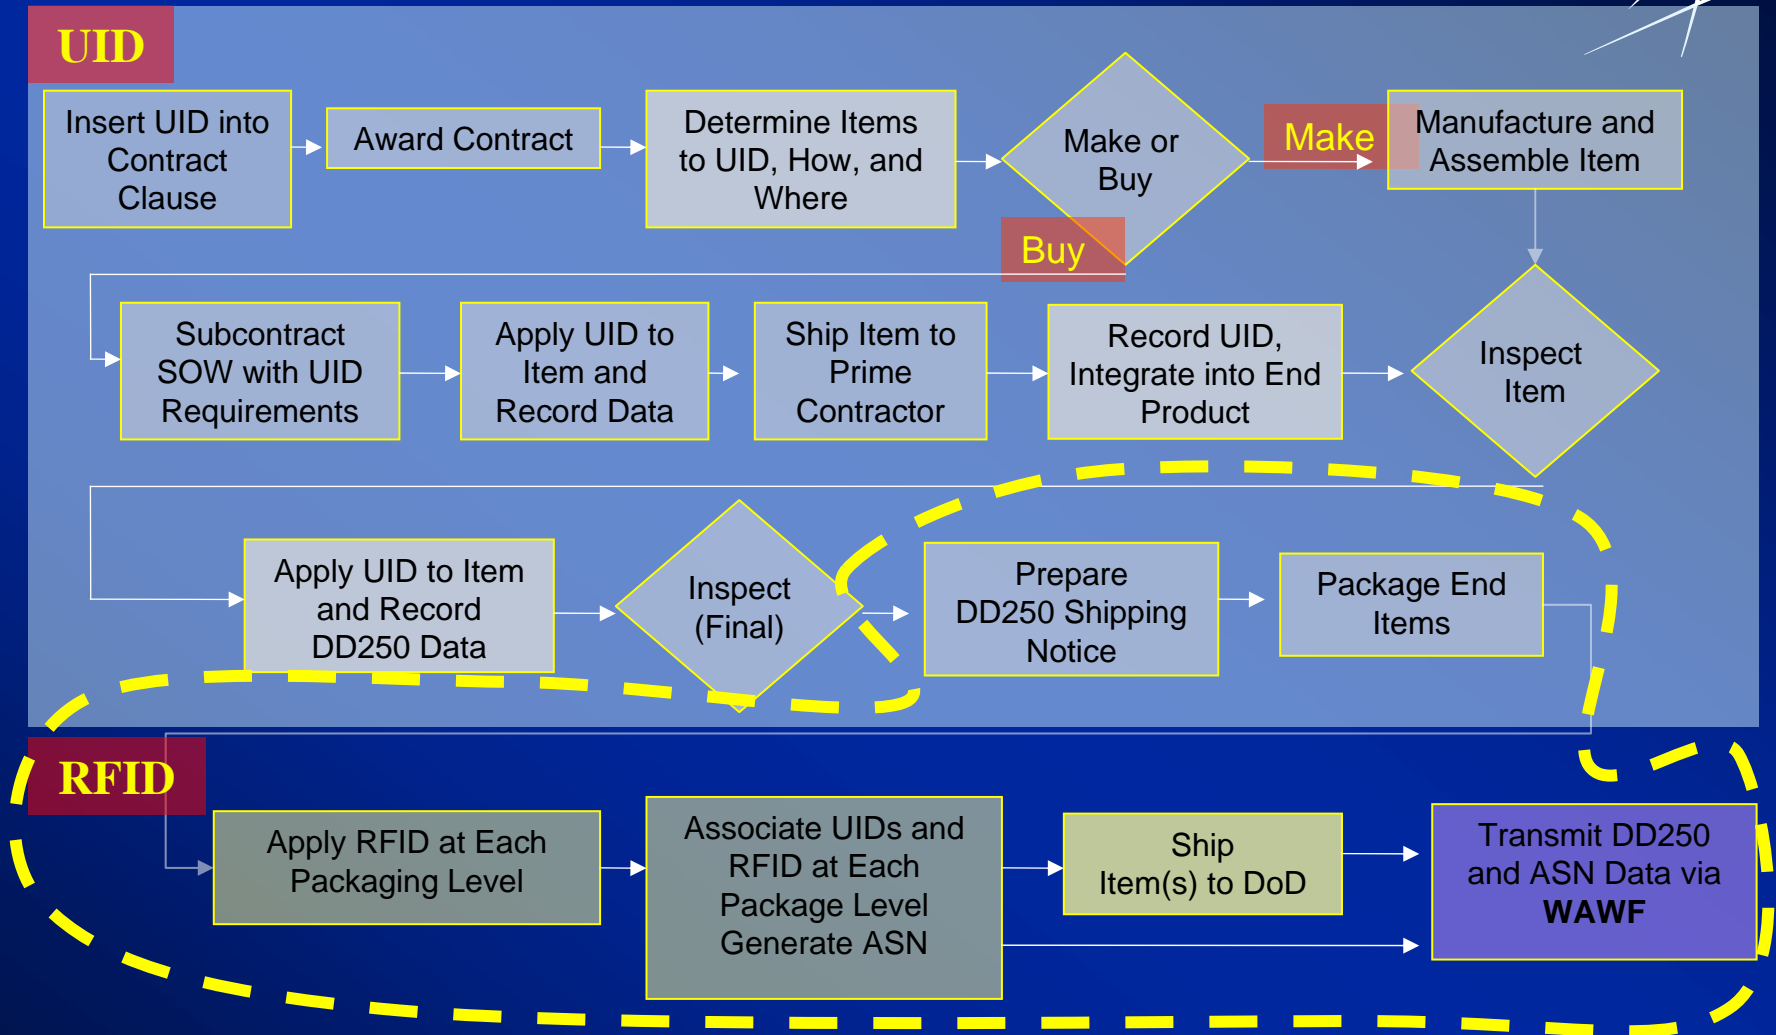 UID
Insert UID into
Contract
Clause
Award Contract
Determine Items
to UID, How, and
Where
Make or
Buy
Make
Manufacture and
Assemble Item
Buy
Subcontract
SOW with UID
Requirements
Apply UID to
Item and
Record Data
Ship Item to
Prime
Contractor
Record UID,
Integrate into End
Product
Inspect
Item
Apply UID to Item
and Record
DD250 Data
Inspect
(Final)
Prepare
DD250 Shipping
Notice
Package End
Items
RFID
Apply RFID at Each
Packaging Level
Associate UIDs and
RFID at Each
Package Level
Generate ASN
Ship
Item(s) to DoD
Transmit DD250
and ASN Data via
WAWF